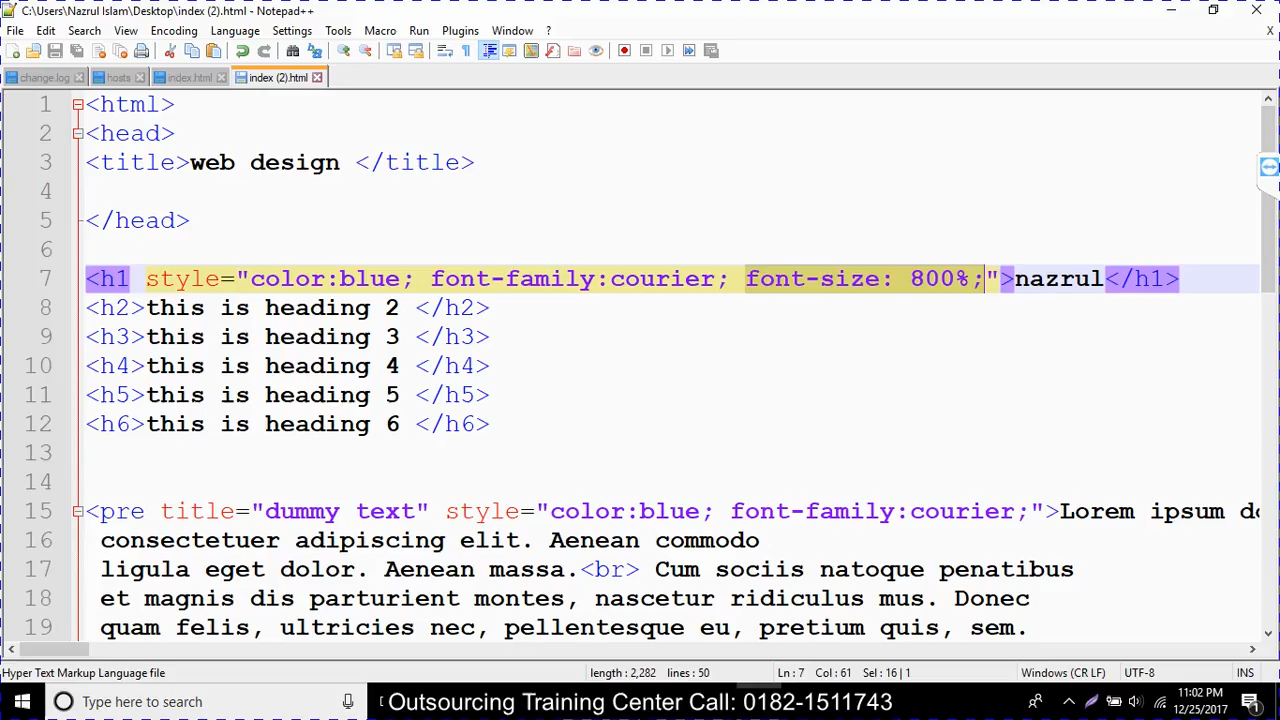 C:\Users\Nazrul Islam\Desktop\index (2).html - Notepad++
File Edit Search View Encoding Language Settings Tools Macro Run Plugins Window ? X
change.log hosts index.html index (2).html
1 <html>
2 <head>
3 <title>web design </title>
4
5 </head>
6
7 <h1 style="color:blue; font-family:courier; font-size: 800%;">nazrul</h1>
8 <h2>this is heading 2 </h2>
9 <h3>this is heading 3 </h3>
10 <h4>this is heading 4 </h4>
11 <h5>this is heading 5 </h5>
12 <h6>this is heading 6 </h6>
13
14
15 <pre title="dummy text" style="color:blue; font-family:courier;">Lorem ipsum do
16 consectetuer adipiscing elit. Aenean commodo
17 ligula eget dolor. Aenean massa.<br> Cum sociis natoque penatibus
18 et magnis dis parturient montes, nascetur ridiculus mus. Donec
19 quam felis, ultricies nec, pellentesque eu, pretium quis, sem.
Hyper Text Markup Language file length : 2,282 lines : 50 Ln : 7 Col : 61 Sel : 16 | 1 Windows (CR LF) UTF-8 INS
Type here to search [ Outsourcing Training Center Call: 0182-1511743 11:02 PM
12/25/2017 1